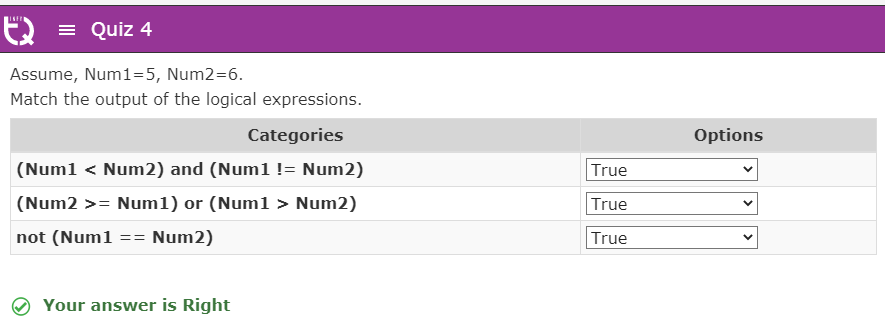 Quiz 4
Assume, Num1=5, Num2=6.
Match the output of the logical expressions.
Categories Options
(Num1 < Num2) and (Num1 != Num2) True
(Num2 >= Num1) or (Num1 > Num2) True
not (Num1 == Num2) True
Your answer is Right